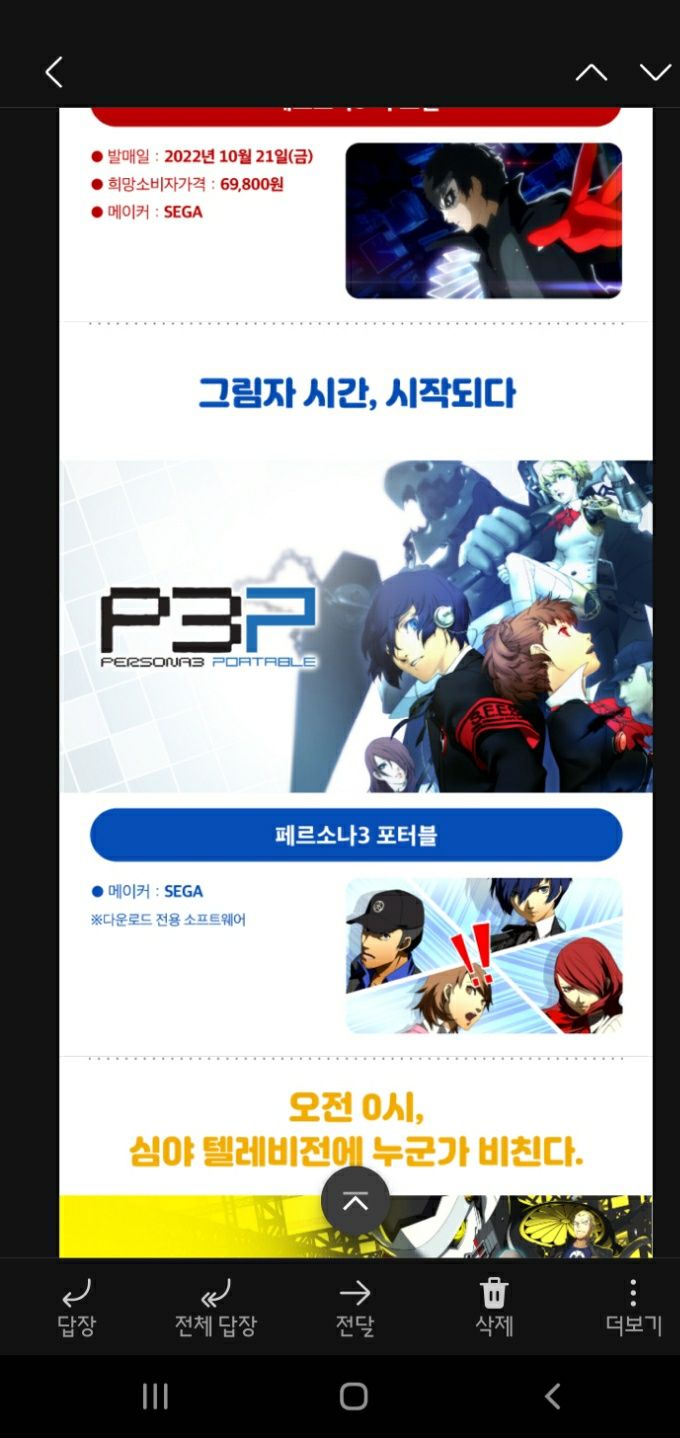 ● 발매일 : 2022년 10월 21일(금)
● 희망소비자가격 : 69,800원
● 메이커 : SEGA
그림자 시간, 시작되다
P3P
PERSONA3 PORTABLE
페르소나3 포터블
● 메이커 : SEGA
※다운로드 전용 소프트웨어
!!
오전 0시,
심야 텔레비전에 누군가 비친다.
답장
전체 답장
전달
삭제
더보기